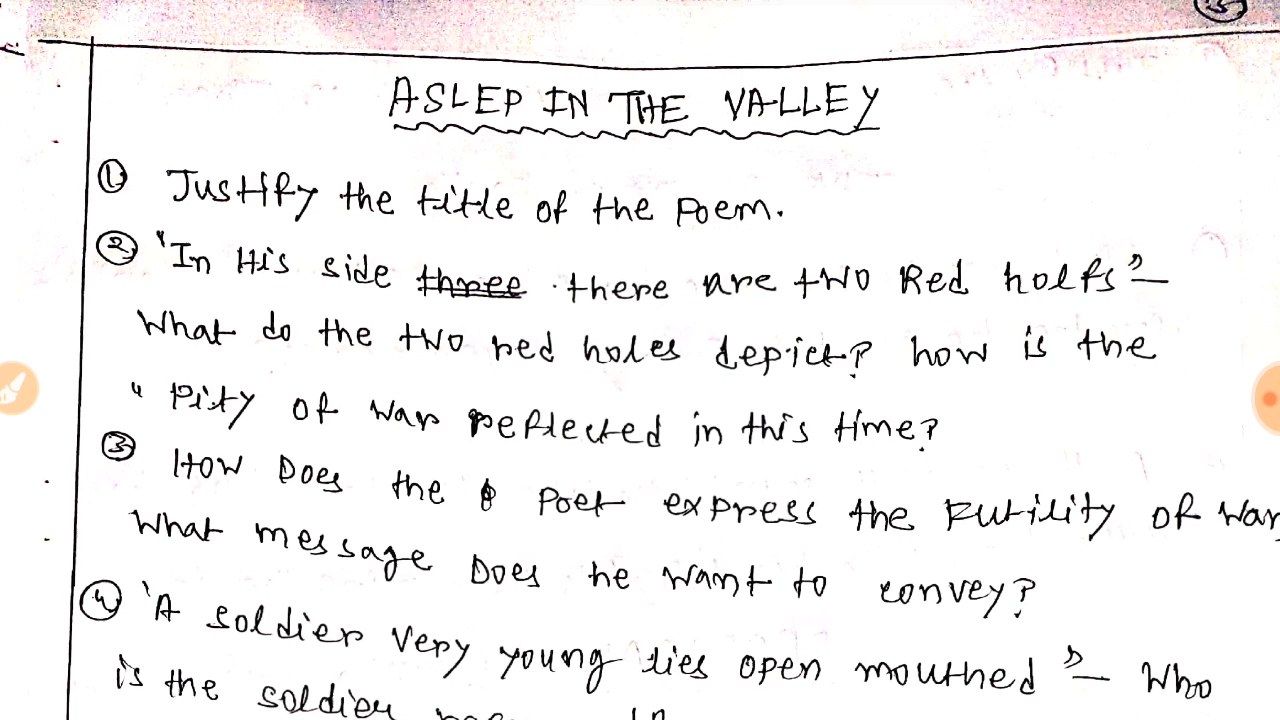 15
ASLEP IN THE VALLEY
① Justify the title of the Poem.
② "In His side three there are two Red holes" –
What do the two red holes depict? how is the
" Pity of war reflected in this time?
③ How Does the Poet express the Futility of war
What message Does he want to convey?
④ 'A soldier very young lies open mouthed" – Who
is the soldier